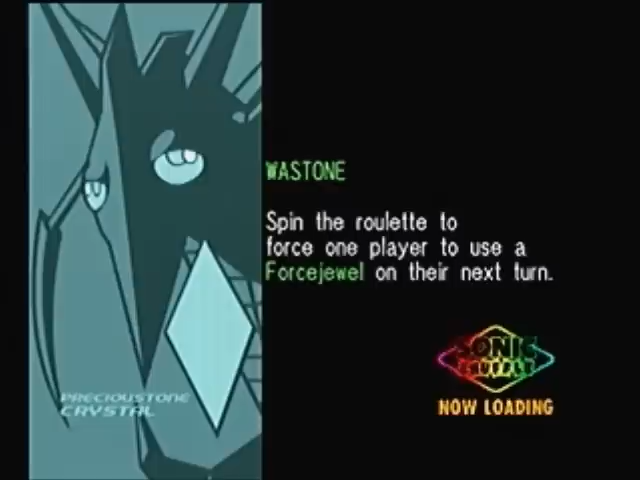 WASTONE
Spin the roulette to
force one player to use a
Forcejewel on their next turn.
PRECIOUSTONE
CRYSTAL
SONIC
SHUFFLE
NOW LOADING